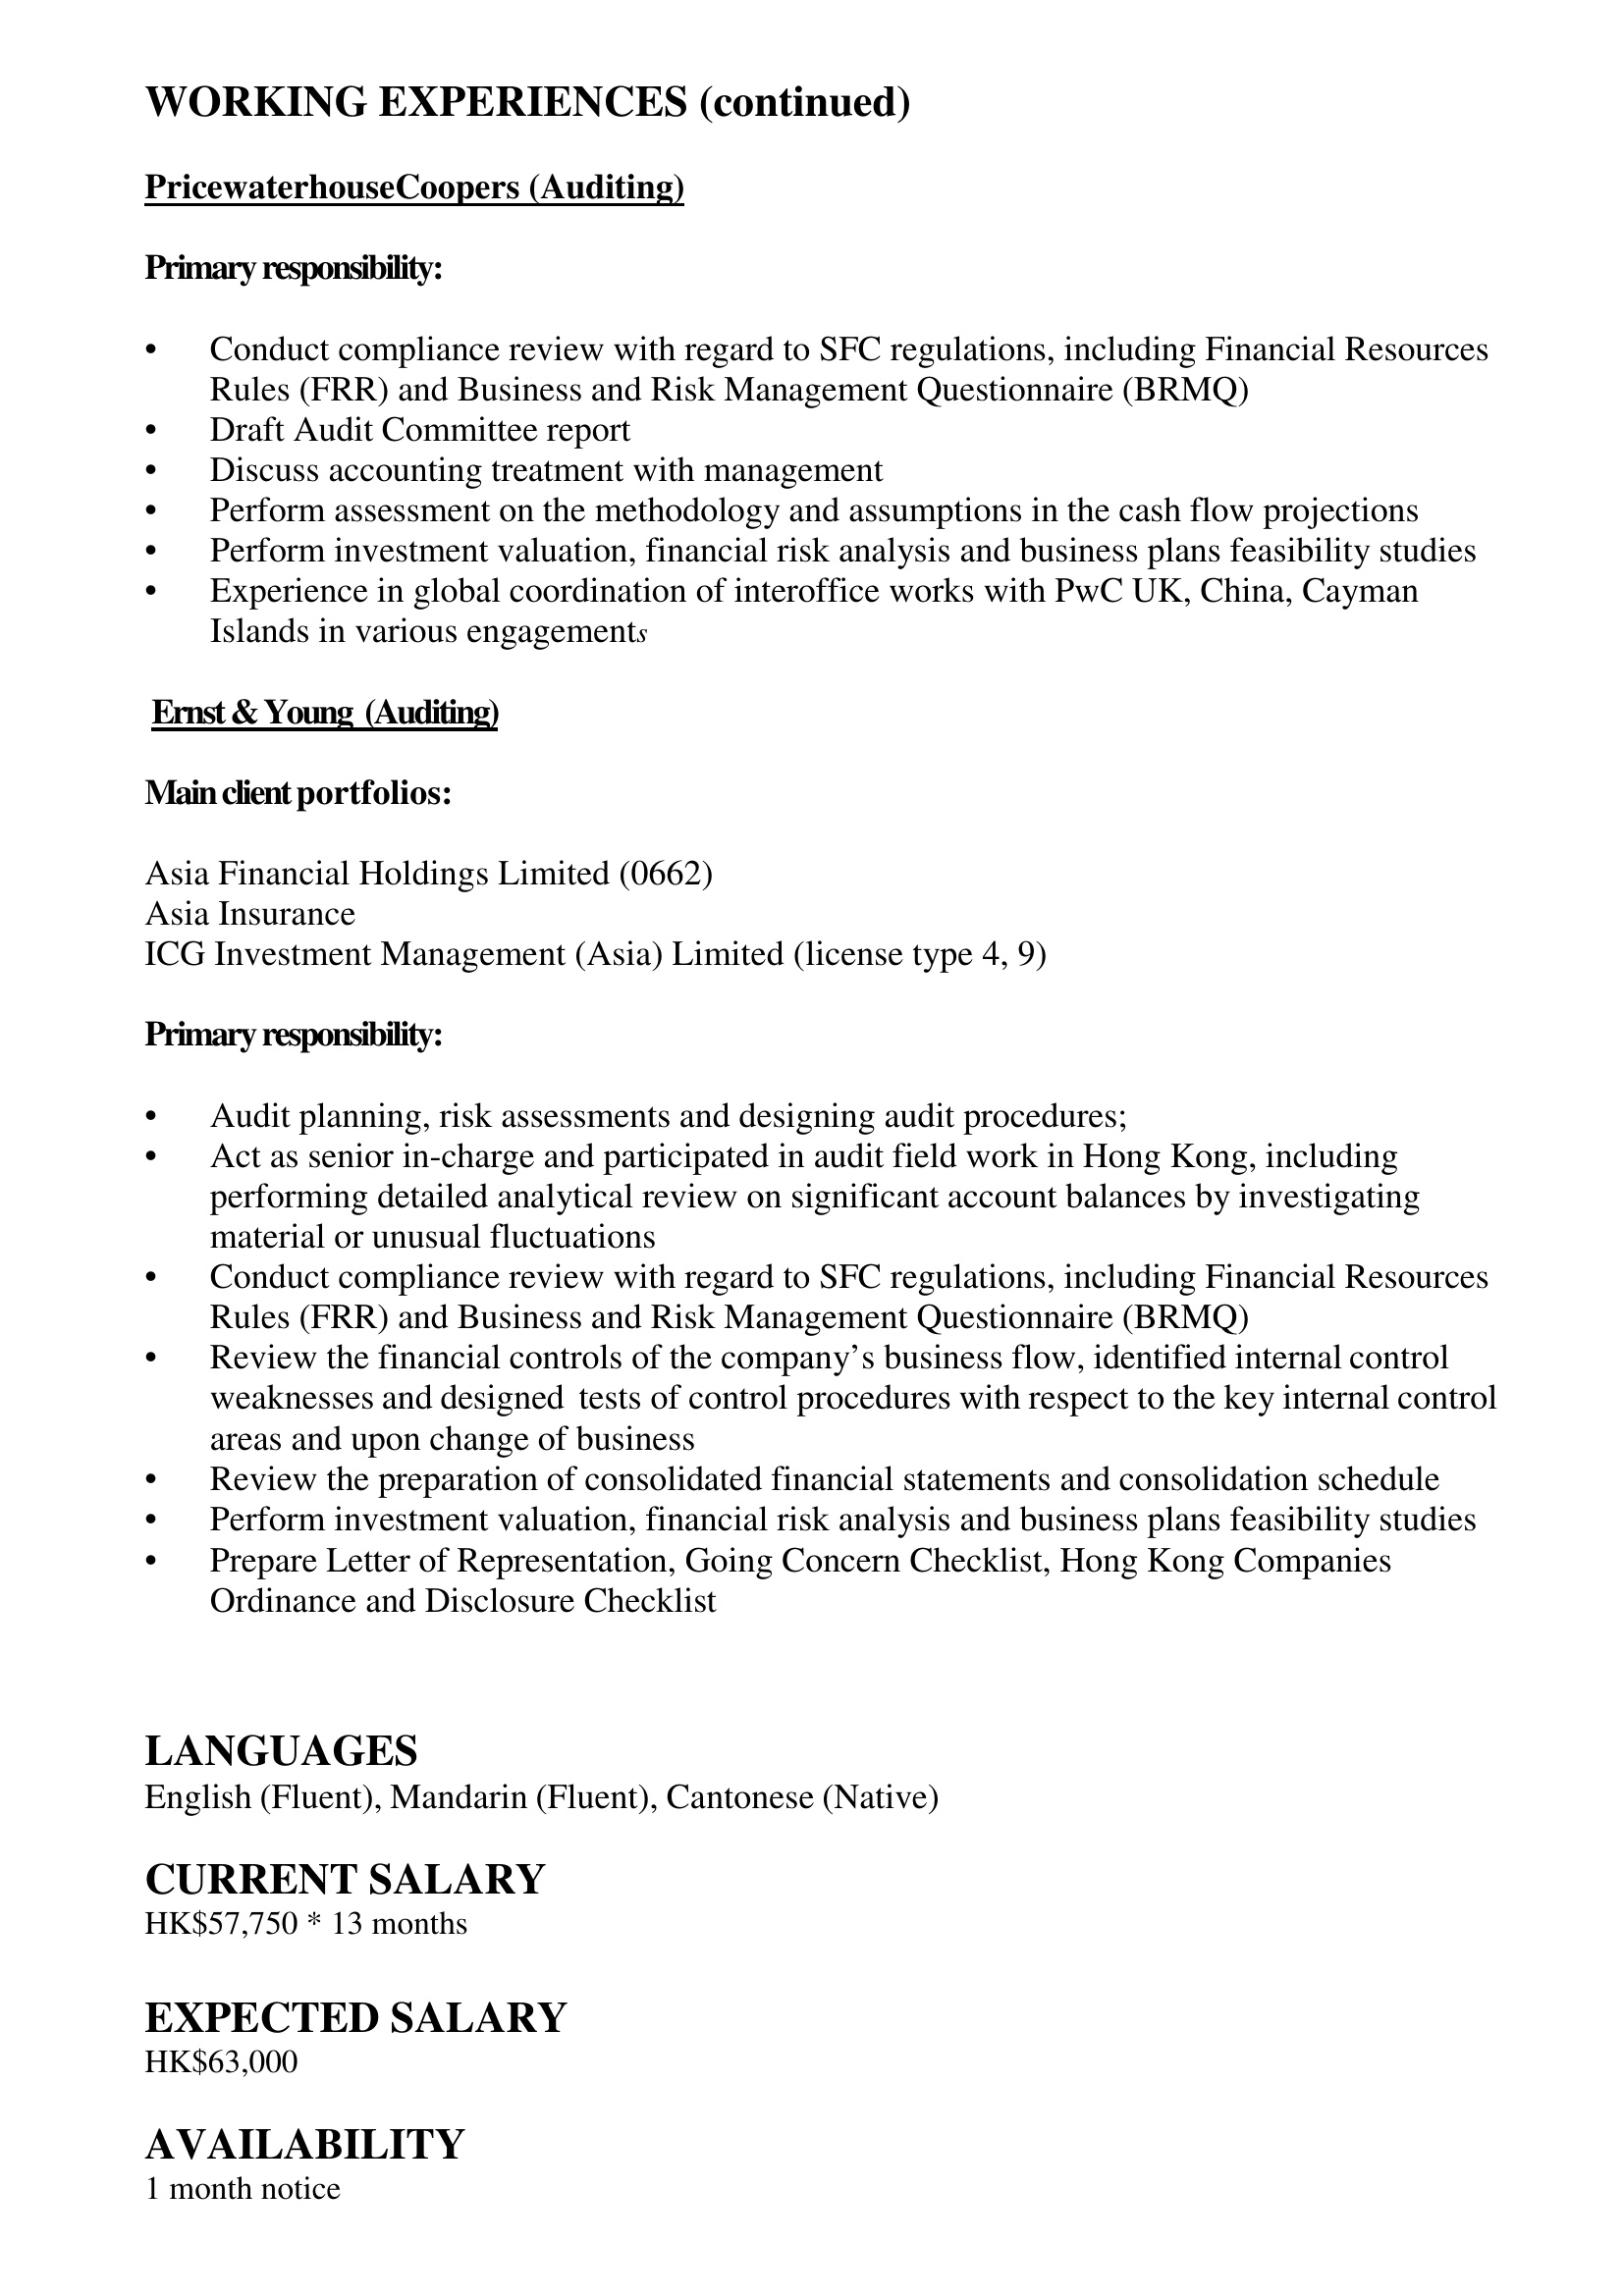 WORKING EXPERIENCES (continued)
PricewaterhouseCoopers (Auditing)
Primary responsibility:
• Conduct compliance review with regard to SFC regulations, including Financial Resources
Rules (FRR) and Business and Risk Management Questionnaire (BRMQ)
• Draft Audit Committee report
• Discuss accounting treatment with management
• Perform assessment on the methodology and assumptions in the cash flow projections
• Perform investment valuation, financial risk analysis and business plans feasibility studies
• Experience in global coordination of interoffice works with PwC UK, China, Cayman
Islands in various engagements
Ernst & Young (Auditing)
Main client portfolios:
Asia Financial Holdings Limited (0662)
Asia Insurance
ICG Investment Management (Asia) Limited (license type 4, 9)
Primary responsibility:
• Audit planning, risk assessments and designing audit procedures;
• Act as senior in-charge and participated in audit field work in Hong Kong, including
performing detailed analytical review on significant account balances by investigating
material or unusual fluctuations
• Conduct compliance review with regard to SFC regulations, including Financial Resources
Rules (FRR) and Business and Risk Management Questionnaire (BRMQ)
• Review the financial controls of the company’s business flow, identified internal control
weaknesses and designed tests of control procedures with respect to the key internal control
areas and upon change of business
• Review the preparation of consolidated financial statements and consolidation schedule
• Perform investment valuation, financial risk analysis and business plans feasibility studies
• Prepare Letter of Representation, Going Concern Checklist, Hong Kong Companies
Ordinance and Disclosure Checklist
LANGUAGES
English (Fluent), Mandarin (Fluent), Cantonese (Native)
CURRENT SALARY
HK$57,750 * 13 months
EXPECTED SALARY
HK$63,000
AVAILABILITY
1 month notice